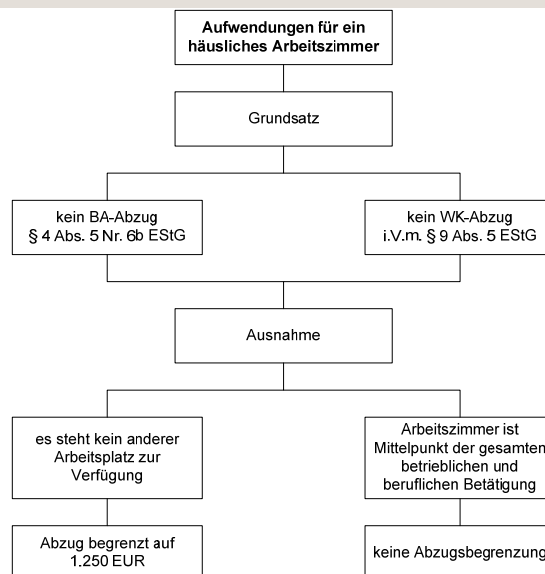 Aufwendungen für ein
häusliches Arbeitszimmer
Grundsatz
kein BA-Abzug
§ 4 Abs. 5 Nr. 6b EStG
kein WK-Abzug
i.V.m. § 9 Abs. 5 EStG
Ausnahme
es steht kein anderer
Arbeitsplatz zur
Verfügung
Arbeitszimmer ist
Mittelpunkt der gesamten
betrieblichen und
beruflichen Betätigung
Abzug begrenzt auf
1.250 EUR
keine Abzugsbegrenzung